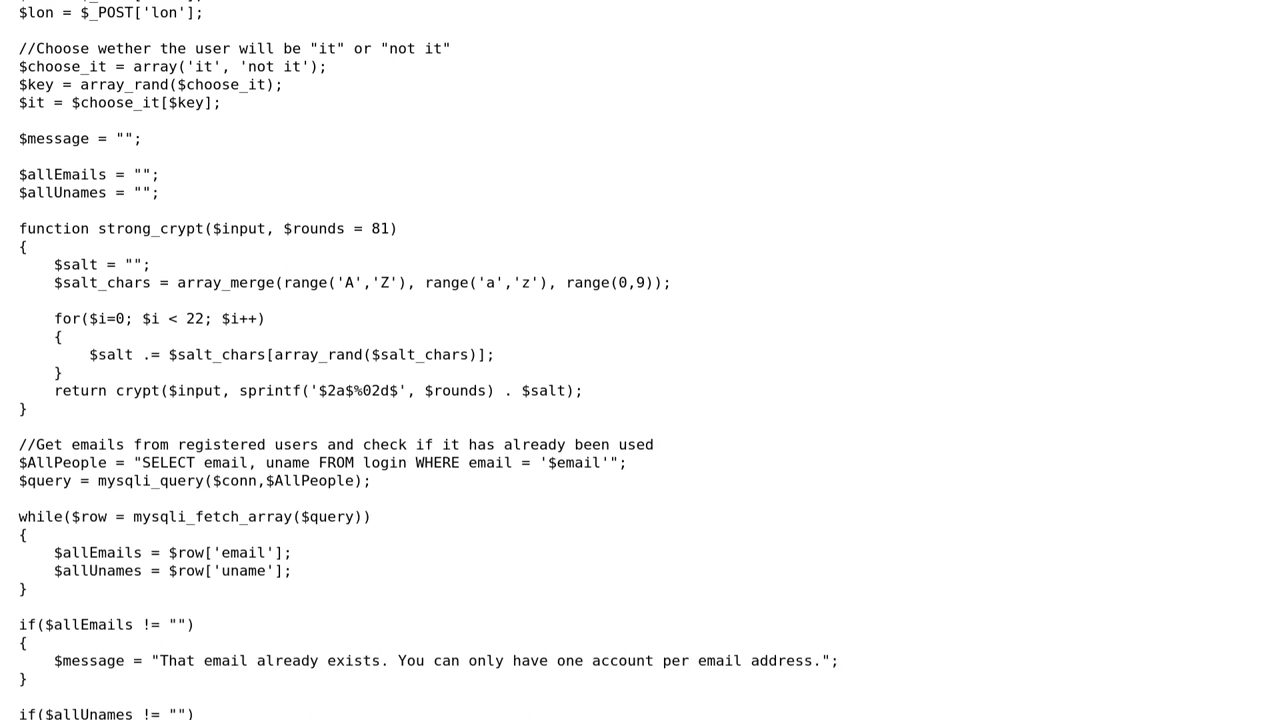 $lon = $_POST['lon'];

//Choose wether the user will be "it" or "not it"
$choose_it = array('it', 'not it');
$key = array_rand($choose_it);
$it = $choose_it[$key];

$message = "";

$allEmails = "";
$allUnames = "";

function strong_crypt($input, $rounds = 81)
{
    $salt = "";
    $salt_chars = array_merge(range('A','Z'), range('a','z'), range(0,9));

    for($i=0; $i < 22; $i++)
    {
        $salt .= $salt_chars[array_rand($salt_chars)];
    }
    return crypt($input, sprintf('$2a$%02d$', $rounds) . $salt);
}

//Get emails from registered users and check if it has already been used
$AllPeople = "SELECT email, uname FROM login WHERE email = '$email'";
$query = mysqli_query($conn,$AllPeople);

while($row = mysqli_fetch_array($query))
{
    $allEmails = $row['email'];
    $allUnames = $row['uname'];
}

if($allEmails != "")
{
    $message = "That email already exists. You can only have one account per email address.";
}

if($allUnames != "")